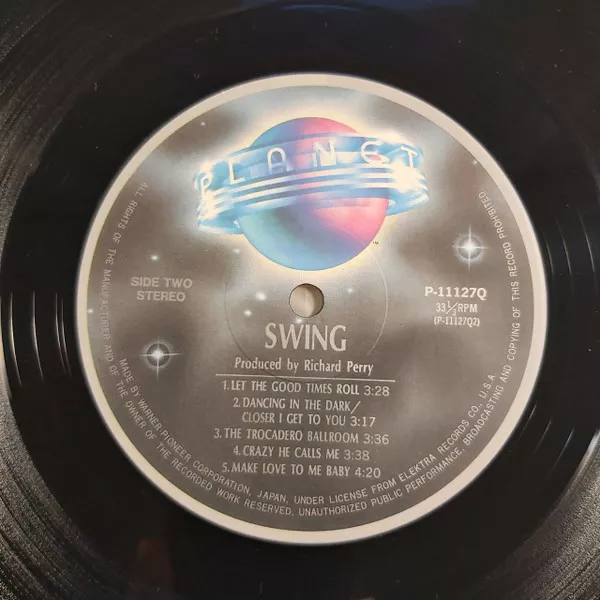 PLANET
™
SIDE TWO
STEREO
P-11127Q
33⅓RPM
(P-11127Q2)
SWING
Produced by Richard Perry
1. LET THE GOOD TIMES ROLL 3:28
2. DANCING IN THE DARK/
CLOSER I GET TO YOU 3:17
3. THE TROCADERO BALLROOM 3:36
4. CRAZY HE CALLS ME 3:38
5. MAKE LOVE TO ME BABY 4:20
MADE BY WARNER-PIONEER CORPORATION, JAPAN, UNDER LICENSE FROM ELEKTRA RECORDS CO., U.S.A.
ALL RIGHTS OF THE MANUFACTURER AND OF THE OWNER OF THE RECORDED WORK RESERVED. UNAUTHORIZED PUBLIC PERFORMANCE, BROADCASTING AND COPYING OF THIS RECORD PROHIBITED